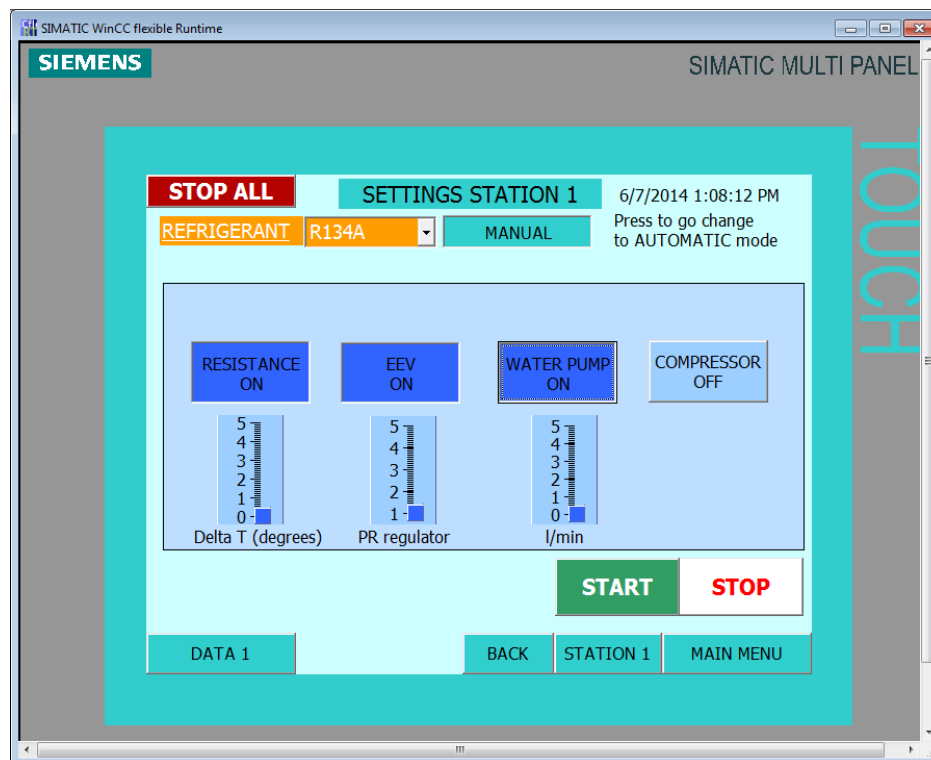 SIMATIC WinCC flexible Runtime
SIEMENS
SIMATIC MULTI PANEL
TOUCH
STOP ALL
SETTINGS STATION 1
6/7/2014 1:08:12 PM
REFRIGERANT
R134A
MANUAL
Press to go change
to AUTOMATIC mode
RESISTANCE
ON
EEV
ON
WATER PUMP
ON
COMPRESSOR
OFF
5
4
3
2
1
0
Delta T (degrees)
5
4
3
2
1
PR regulator
5
4
3
2
1
0
l/min
START
STOP
DATA 1
BACK
STATION 1
MAIN MENU